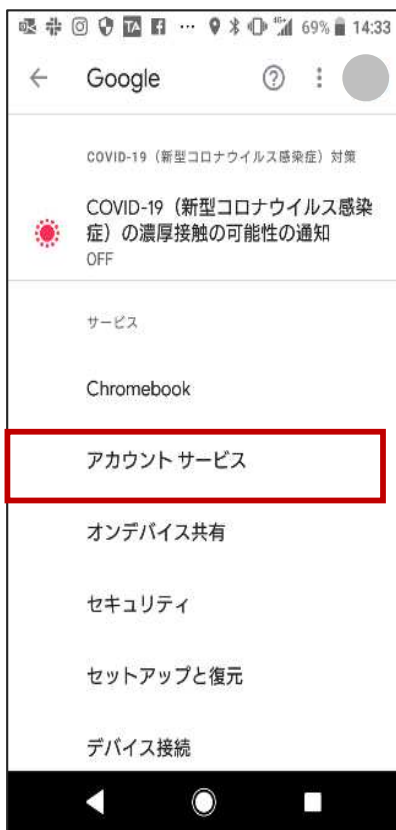 69% 14:33
Google
COVID-19（新型コロナウイルス感染症）対策
COVID-19（新型コロナウイルス感染
症）の濃厚接触の可能性の通知
OFF
サービス
Chromebook
アカウント サービス
オンデバイス共有
セキュリティ
セットアップと復元
デバイス接続